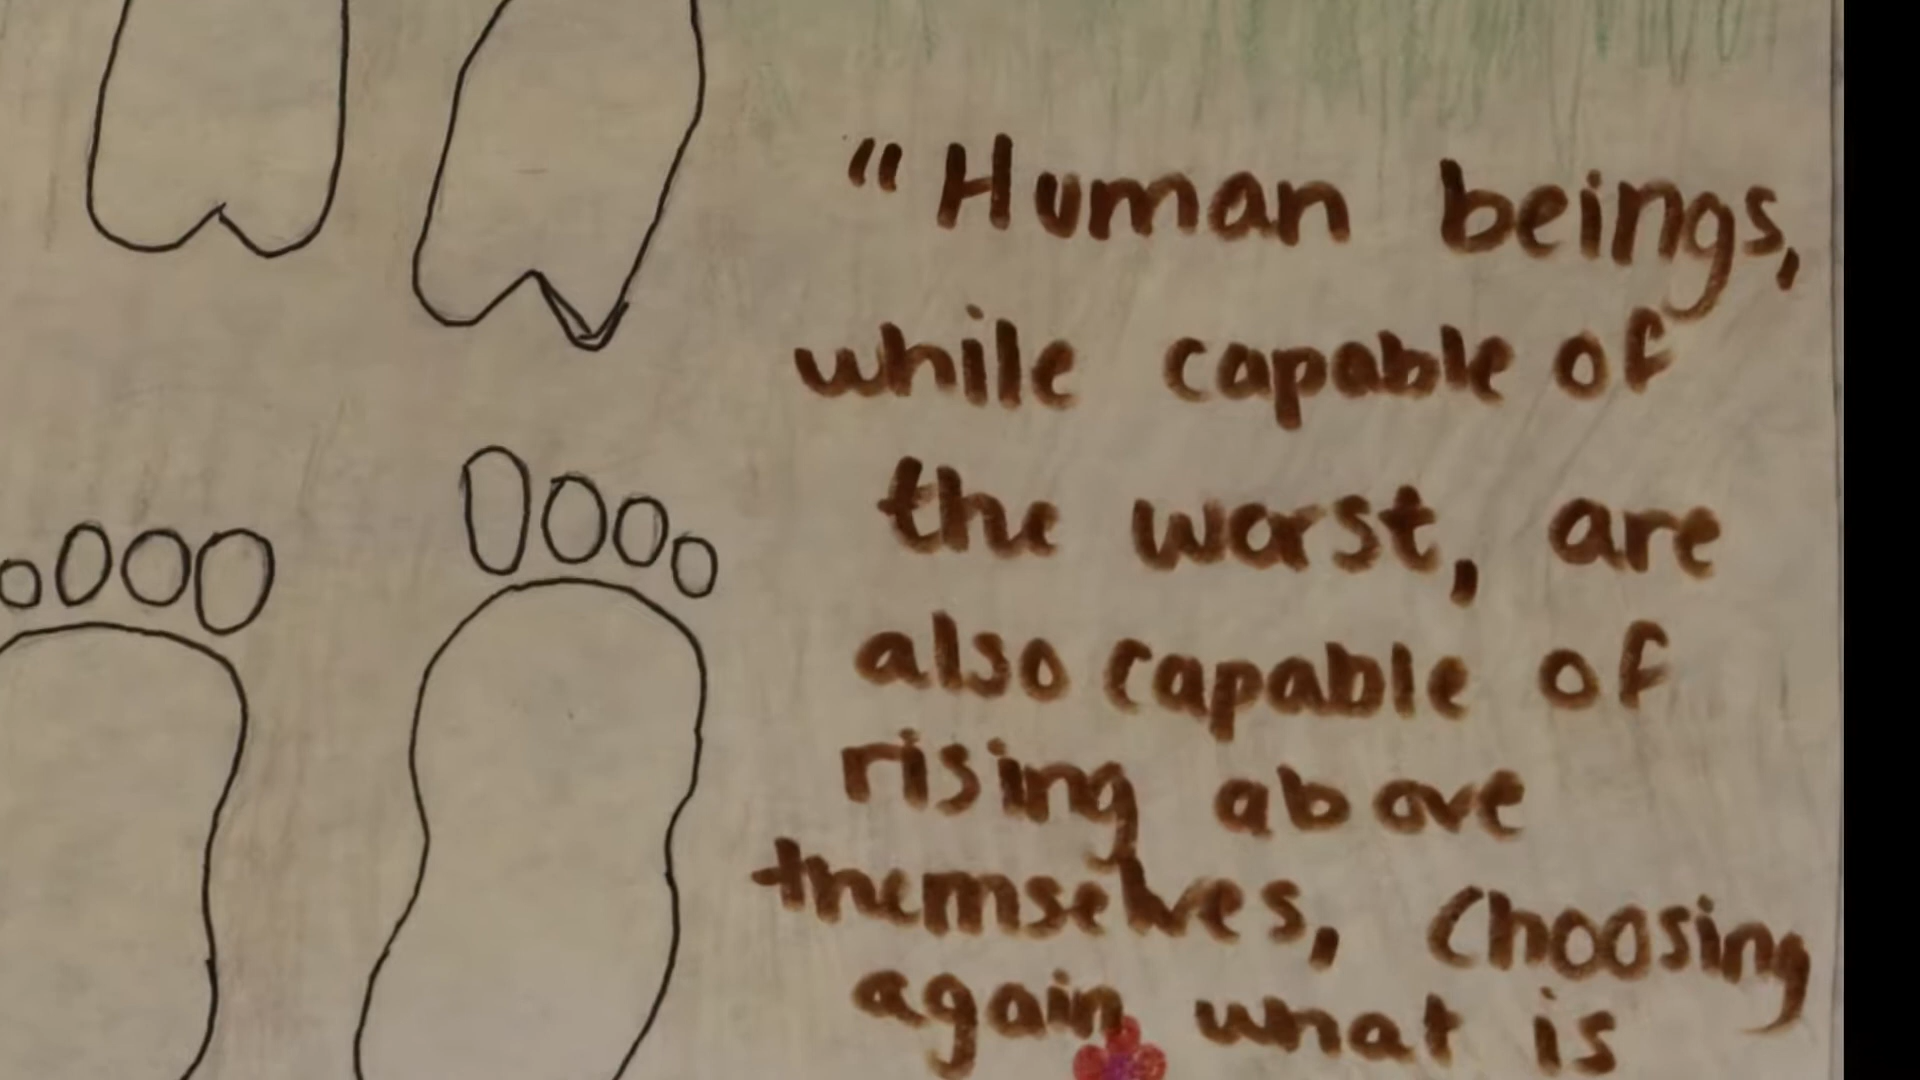 "Human beings,
while capable of
the worst, are
also capable of
rising above
themselves, Choosing
again what is